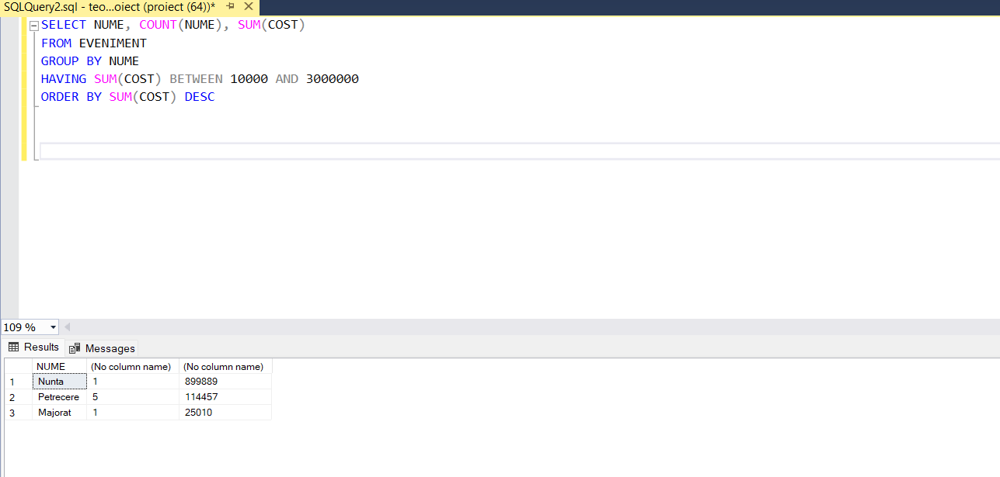 SQLQuery2.sql - teo...oiect (proiect (64))*
SELECT NUME, COUNT(NUME), SUM(COST)
FROM EVENIMENT
GROUP BY NUME
HAVING SUM(COST) BETWEEN 10000 AND 3000000
ORDER BY SUM(COST) DESC
109 %
Results Messages
NUME (No column name) (No column name)
1 Nunta 1 899889
2 Petrecere 5 114457
3 Majorat 1 25010